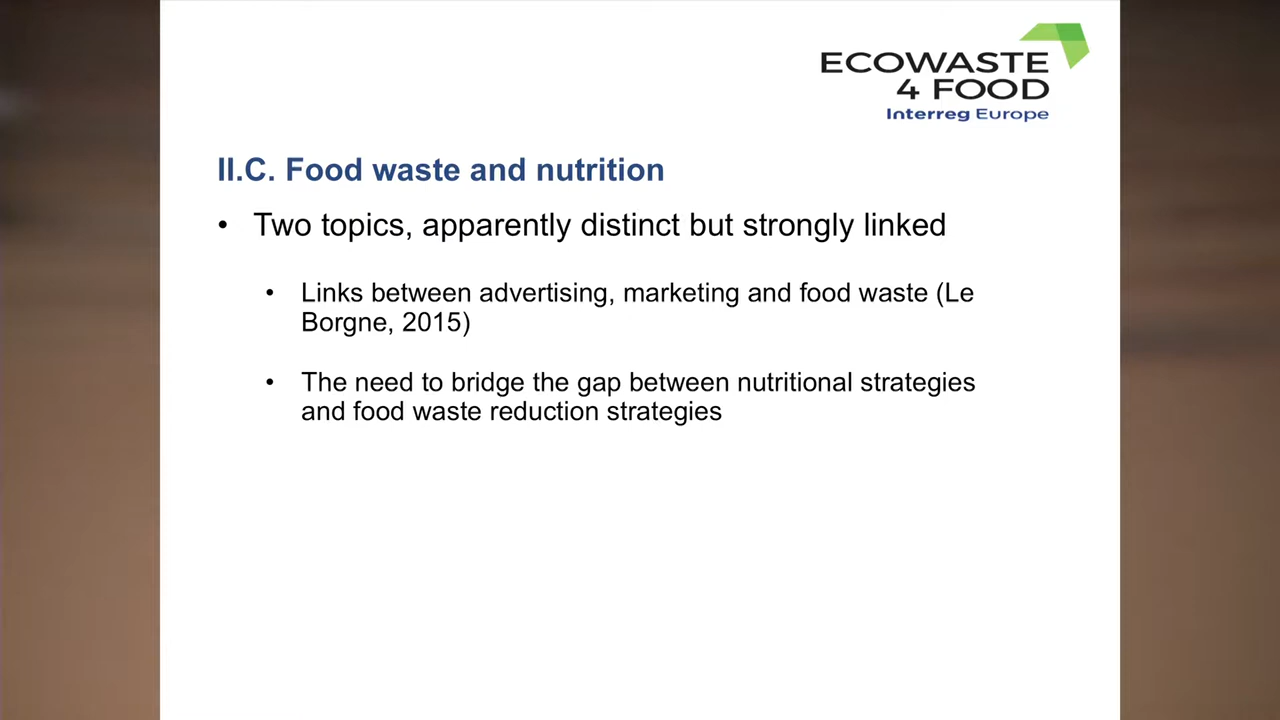 ECOWASTE
4 FOOD
Interreg Europe
II.C. Food waste and nutrition
• Two topics, apparently distinct but strongly linked
• Links between advertising, marketing and food waste (Le
Borgne, 2015)
• The need to bridge the gap between nutritional strategies
and food waste reduction strategies